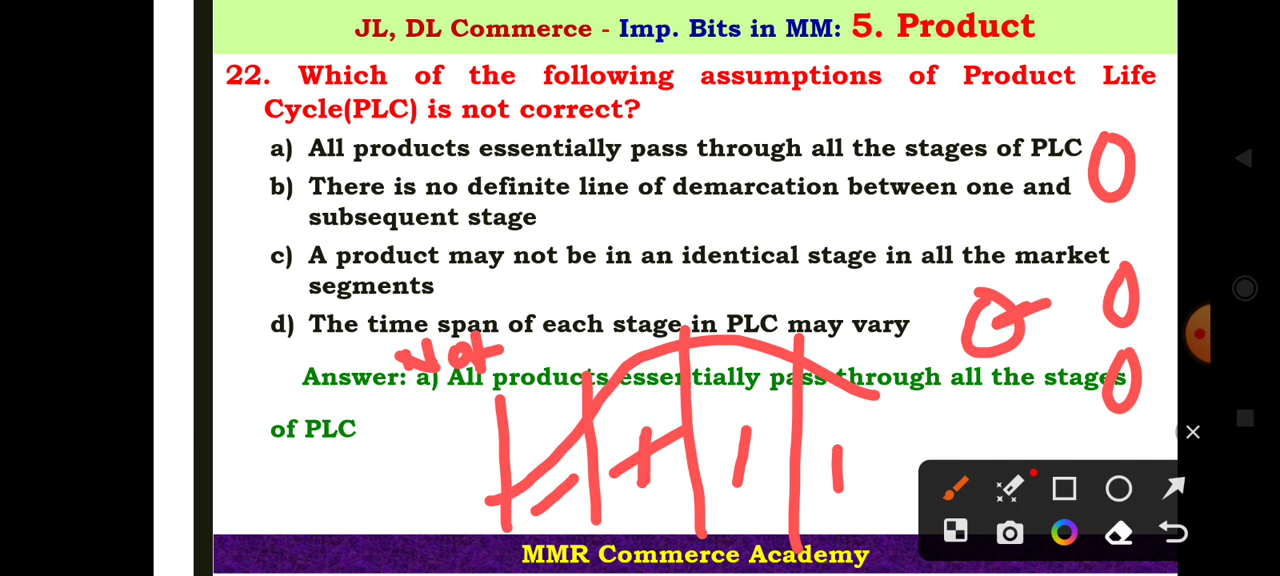 JL, DL Commerce - Imp. Bits in MM: 5. Product
22. Which of the following assumptions of Product Life
Cycle(PLC) is not correct?
a) All products essentially pass through all the stages of PLC
b) There is no definite line of demarcation between one and
subsequent stage
c) A product may not be in an identical stage in all the market
segments
d) The time span of each stage in PLC may vary
Not
Answer: a) All products essentially pass through all the stages
of PLC
MMR Commerce Academy